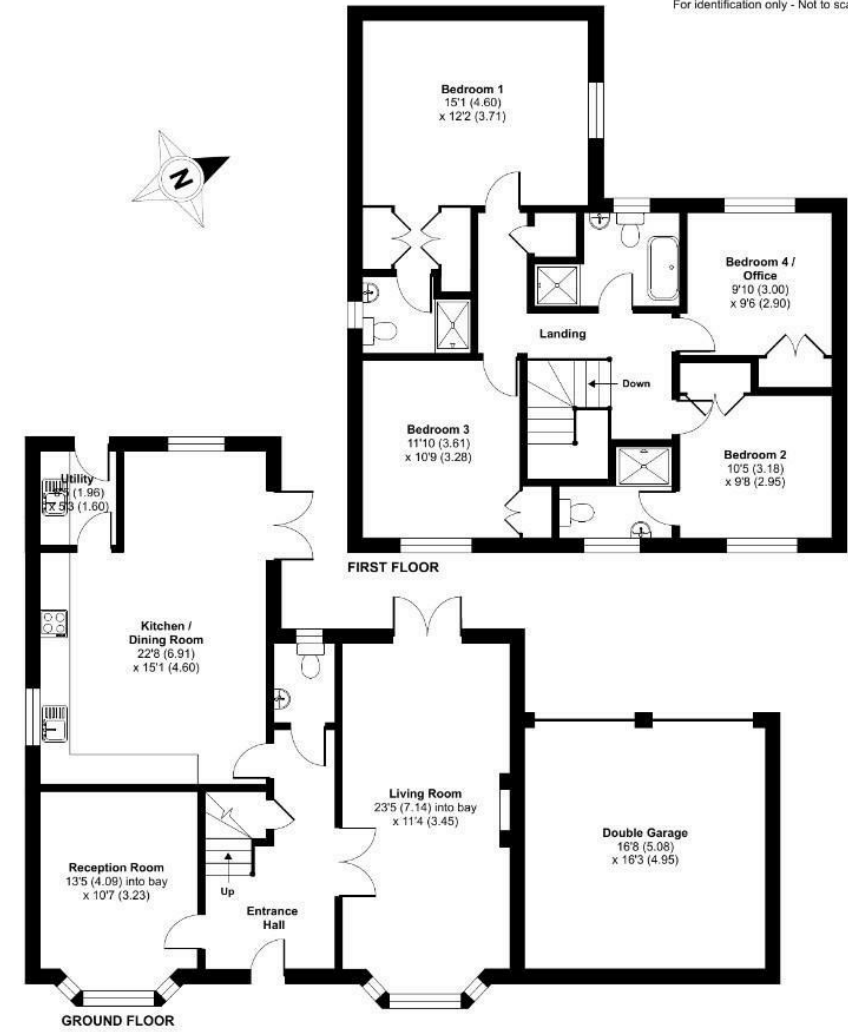 For identification only - Not to sca
Bedroom 1
15'1 (4.60)
x 12'2 (3.71)
N
Bedroom 4 /
Office
9'10 (3.00)
x 9'6 (2.90)
Landing
Down
Bedroom 3
11'10 (3.61)
x 10'9 (3.28)
Bedroom 2
10'5 (3.18)
x 9'8 (2.95)
FIRST FLOOR
Utility
(1.96)
x 5'3 (1.60)
Kitchen /
Dining Room
22'8 (6.91)
x 15'1 (4.60)
Living Room
23'5 (7.14) into bay
x 11'4 (3.45)
Double Garage
16'8 (5.08)
x 16'3 (4.95)
Reception Room
13'5 (4.09) into bay
x 10'7 (3.23)
Up
Entrance
Hall
GROUND FLOOR